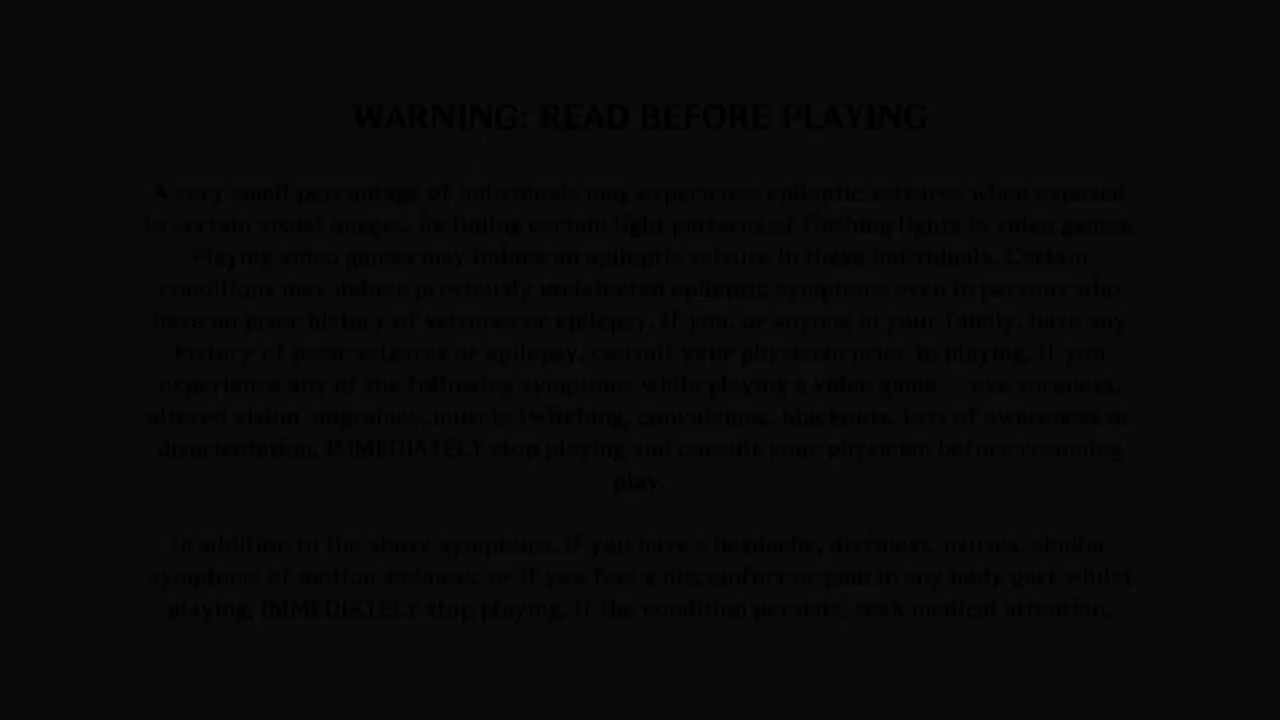 WARNING: READ BEFORE PLAYING
A very small percentage of individuals may experience epileptic seizures when exposed
to certain visual images, including certain light patterns or flashing lights in video games.
Playing video games may induce an epileptic seizure in these individuals. Certain
conditions may induce previously undetected epileptic symptoms even in persons who
have no prior history of seizures or epilepsy. If you, or anyone in your family, have any
history of prior seizures or epilepsy, consult your physician prior to playing. If you
experience any of the following symptoms while playing a video game — eye soreness,
altered vision, migraines, muscle twitching, convulsions, blackouts, loss of awareness or
disorientation, IMMEDIATELY stop playing and consult your physician before resuming
play.
In addition to the above symptoms, if you have a headache, dizziness, nausea, similar
symptoms of motion sickness, or if you feel a discomfort or pain in any body part whilst
playing, IMMEDIATELY stop playing. If the condition persists, seek medical attention.